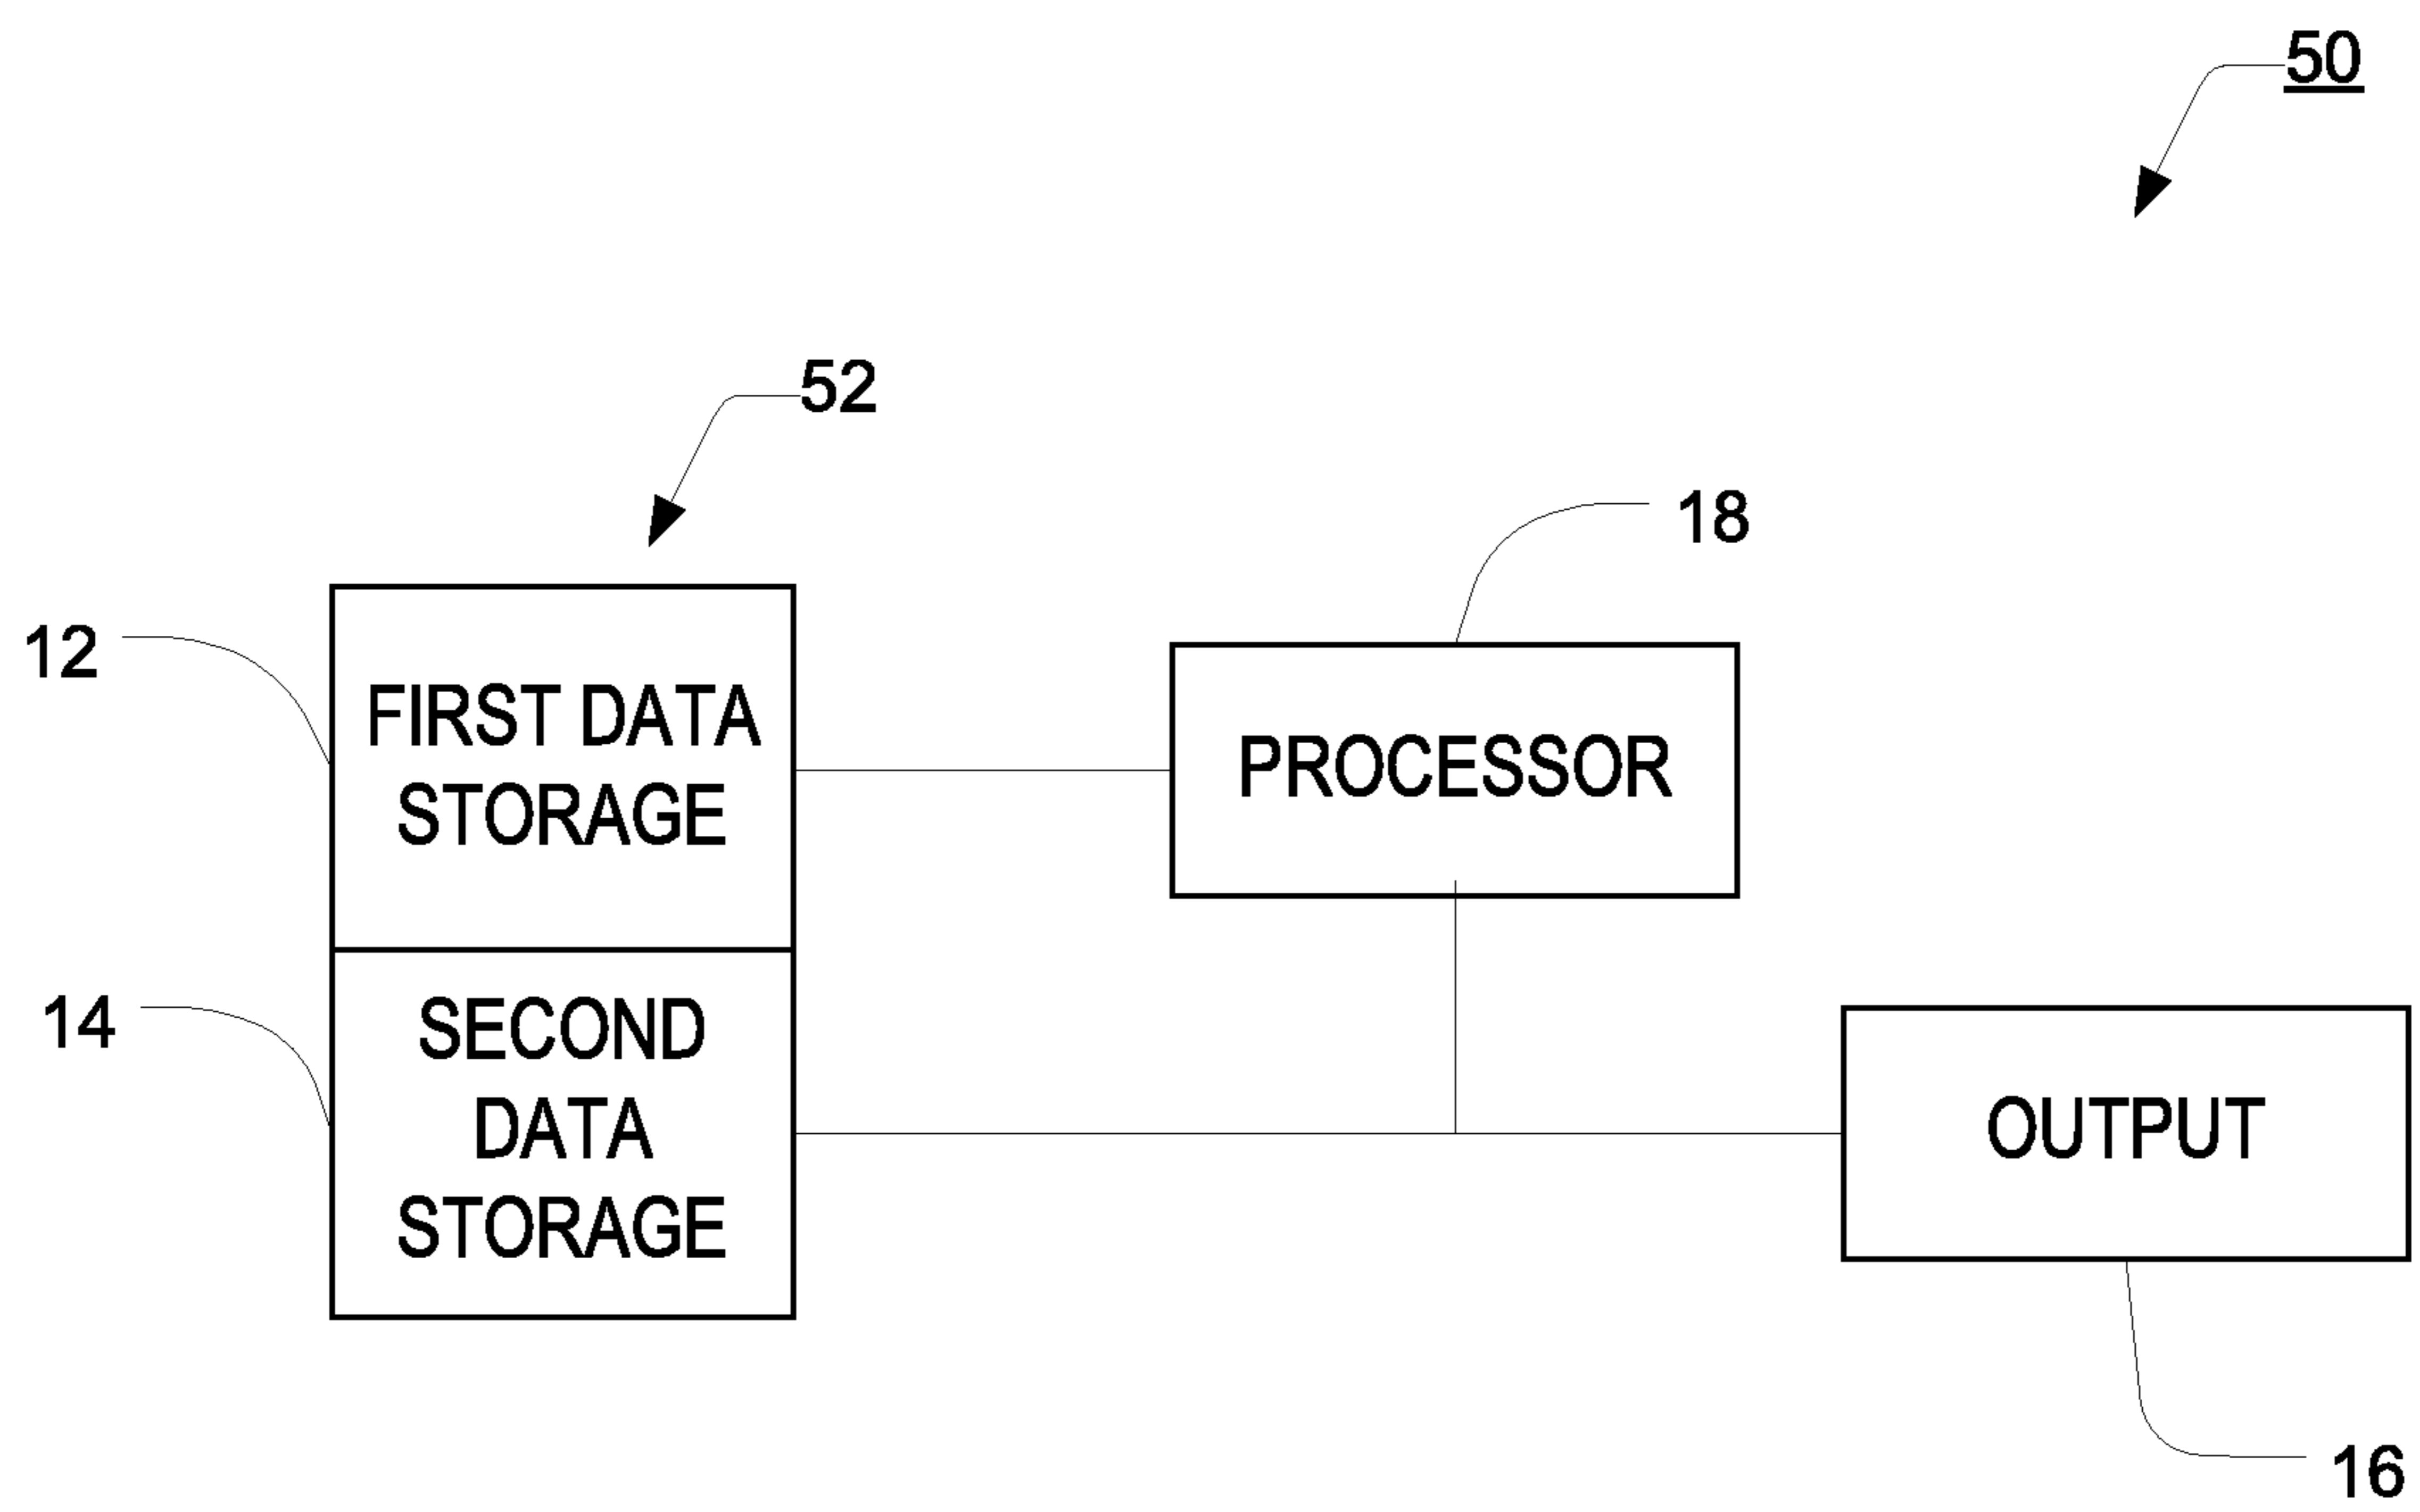 50
52
18
12
FIRST DATA
STORAGE
PROCESSOR
14
SECOND
DATA
STORAGE
OUTPUT
16